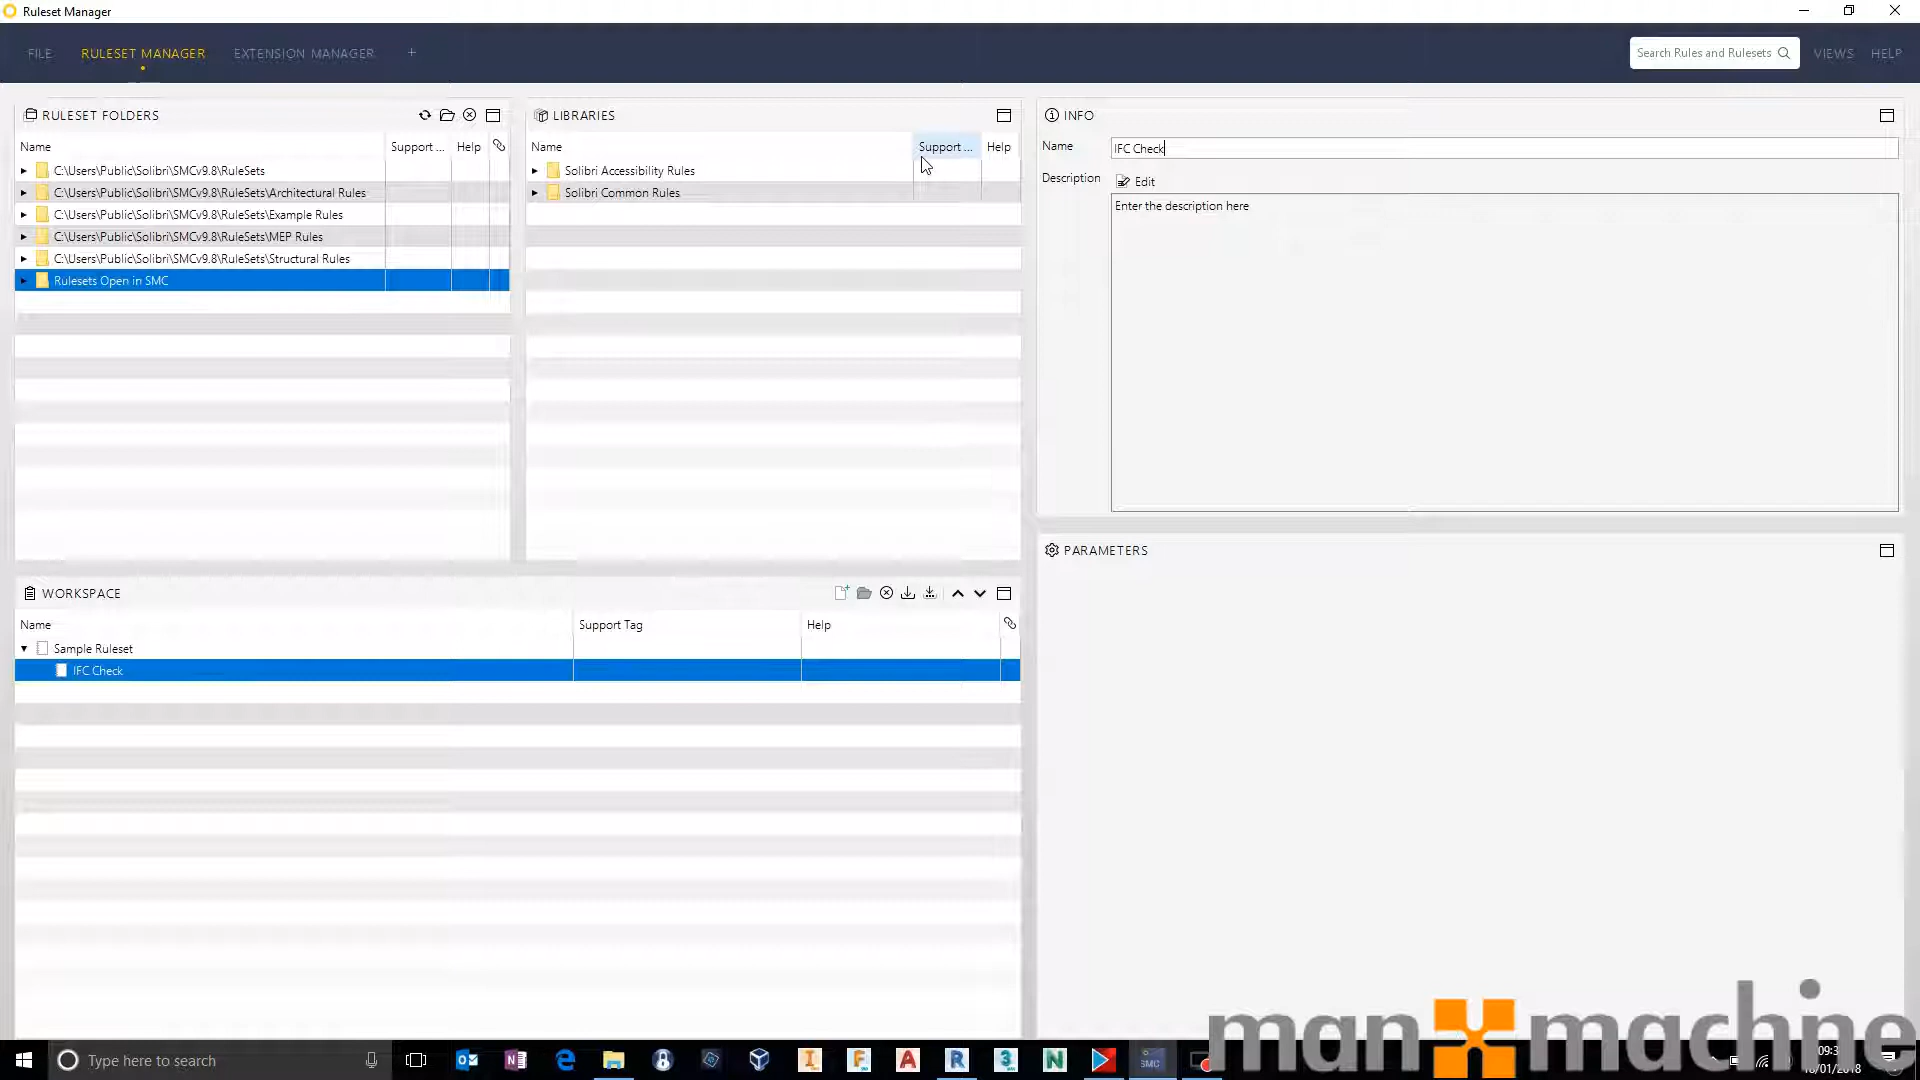 Ruleset Manager
FILE RULESET MANAGER EXTENSION MANAGER + Search Rules and Rulesets VIEWS HELP
RULESET FOLDERS
Name Support ... Help
C:\Users\Public\Solibri\SMCv9.8\RuleSets
C:\Users\Public\Solibri\SMCv9.8\RuleSets\Architectural Rules
C:\Users\Public\Solibri\SMCv9.8\RuleSets\Example Rules
C:\Users\Public\Solibri\SMCv9.8\RuleSets\MEP Rules
C:\Users\Public\Solibri\SMCv9.8\RuleSets\Structural Rules
Rulesets Open in SMC
LIBRARIES
Name Support ... Help
Solibri Accessibility Rules
Solibri Common Rules
INFO
Name IFC Check
Description Edit
Enter the description here
WORKSPACE
Name Support Tag Help
Sample Ruleset
IFC Check
PARAMETERS
man machine
Type here to search
SMC
09:3
/01/2018